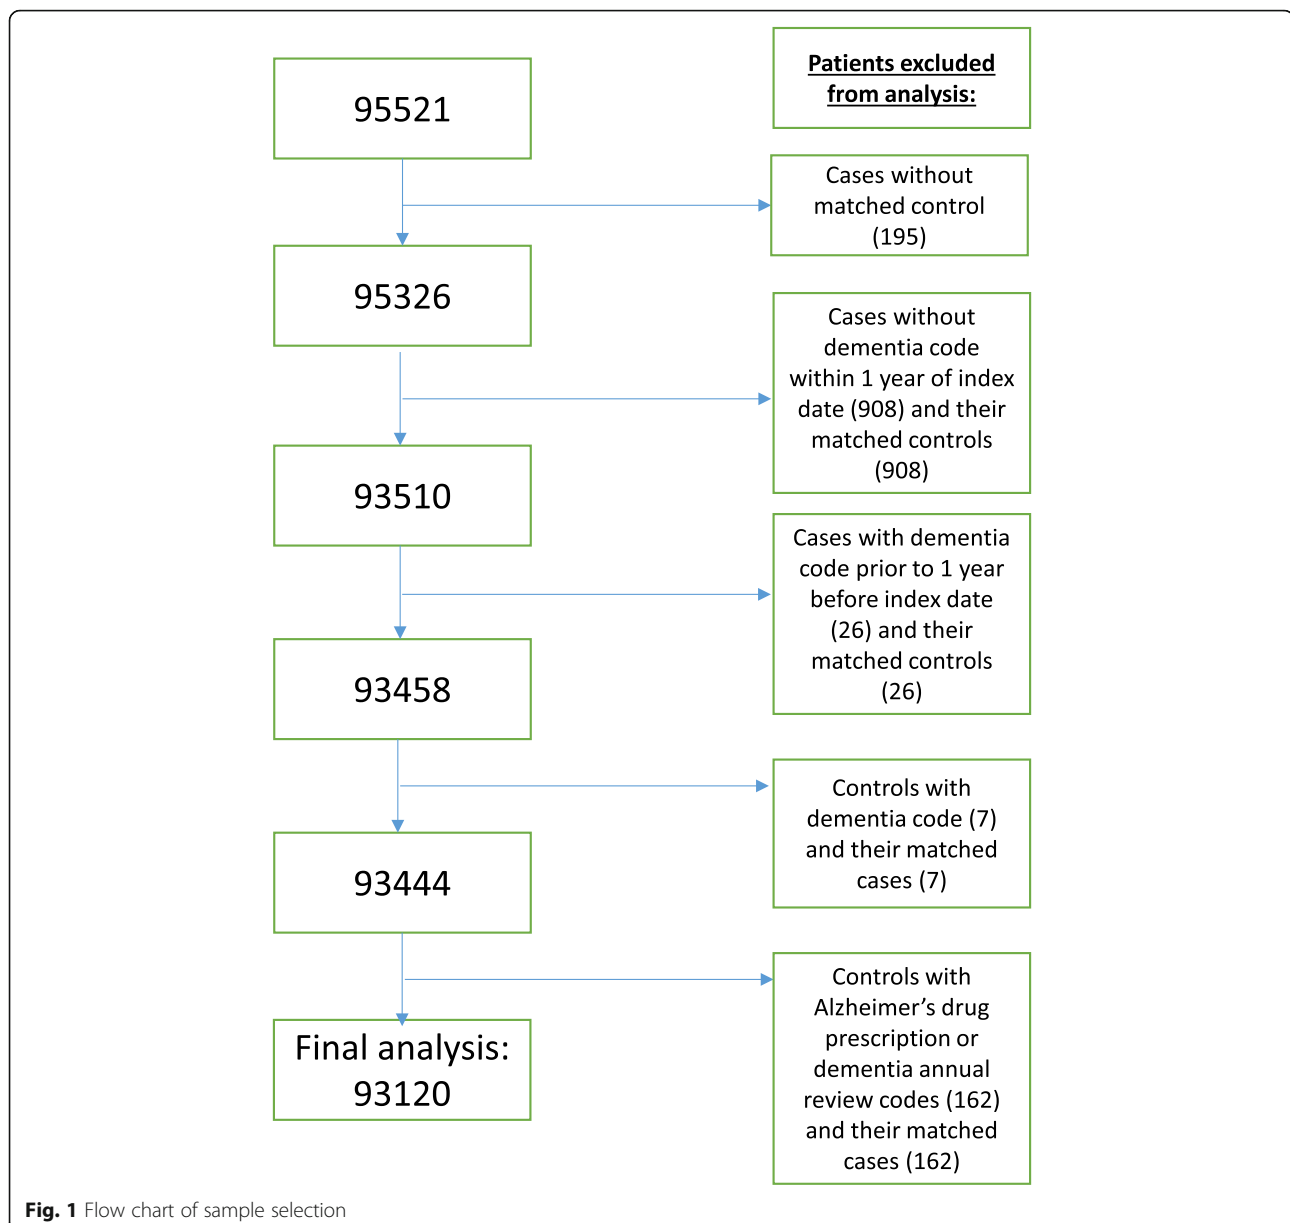 95521
Patients excluded
from analysis:
Cases without
matched control
(195)
95326
Cases without
dementia code
within 1 year of index
date (908) and their
matched controls
(908)
93510
Cases with dementia
code prior to 1 year
before index date
(26) and their
matched controls
(26)
93458
Controls with
dementia code (7)
and their matched
cases (7)
93444
Controls with
Alzheimer’s drug
prescription or
dementia annual
review codes (162)
and their matched
cases (162)
Final analysis:
93120
Fig. 1 Flow chart of sample selection